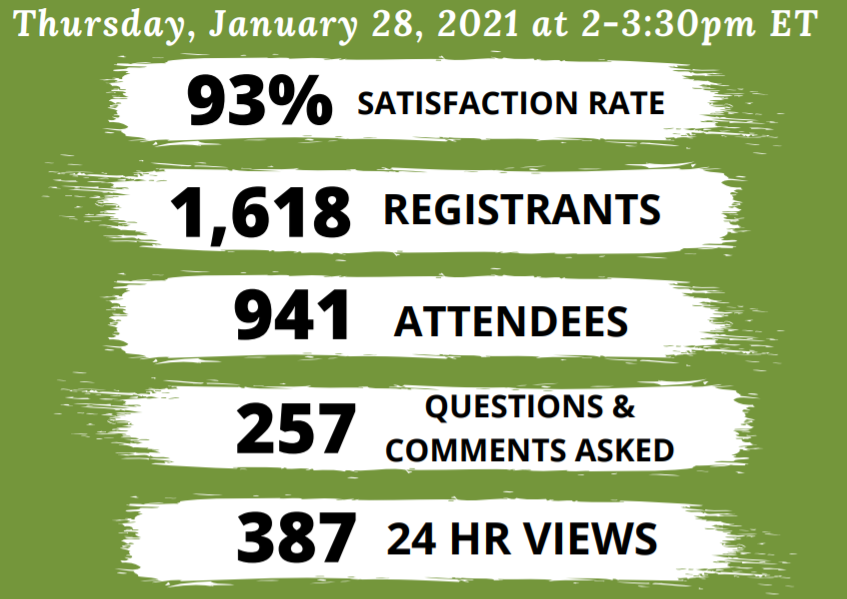 Thursday, January 28, 2021 at 2-3:30pm ET
93% SATISFACTION RATE
1,618 REGISTRANTS
941 ATTENDEES
257 QUESTIONS &
COMMENTS ASKED
387 24 HR VIEWS